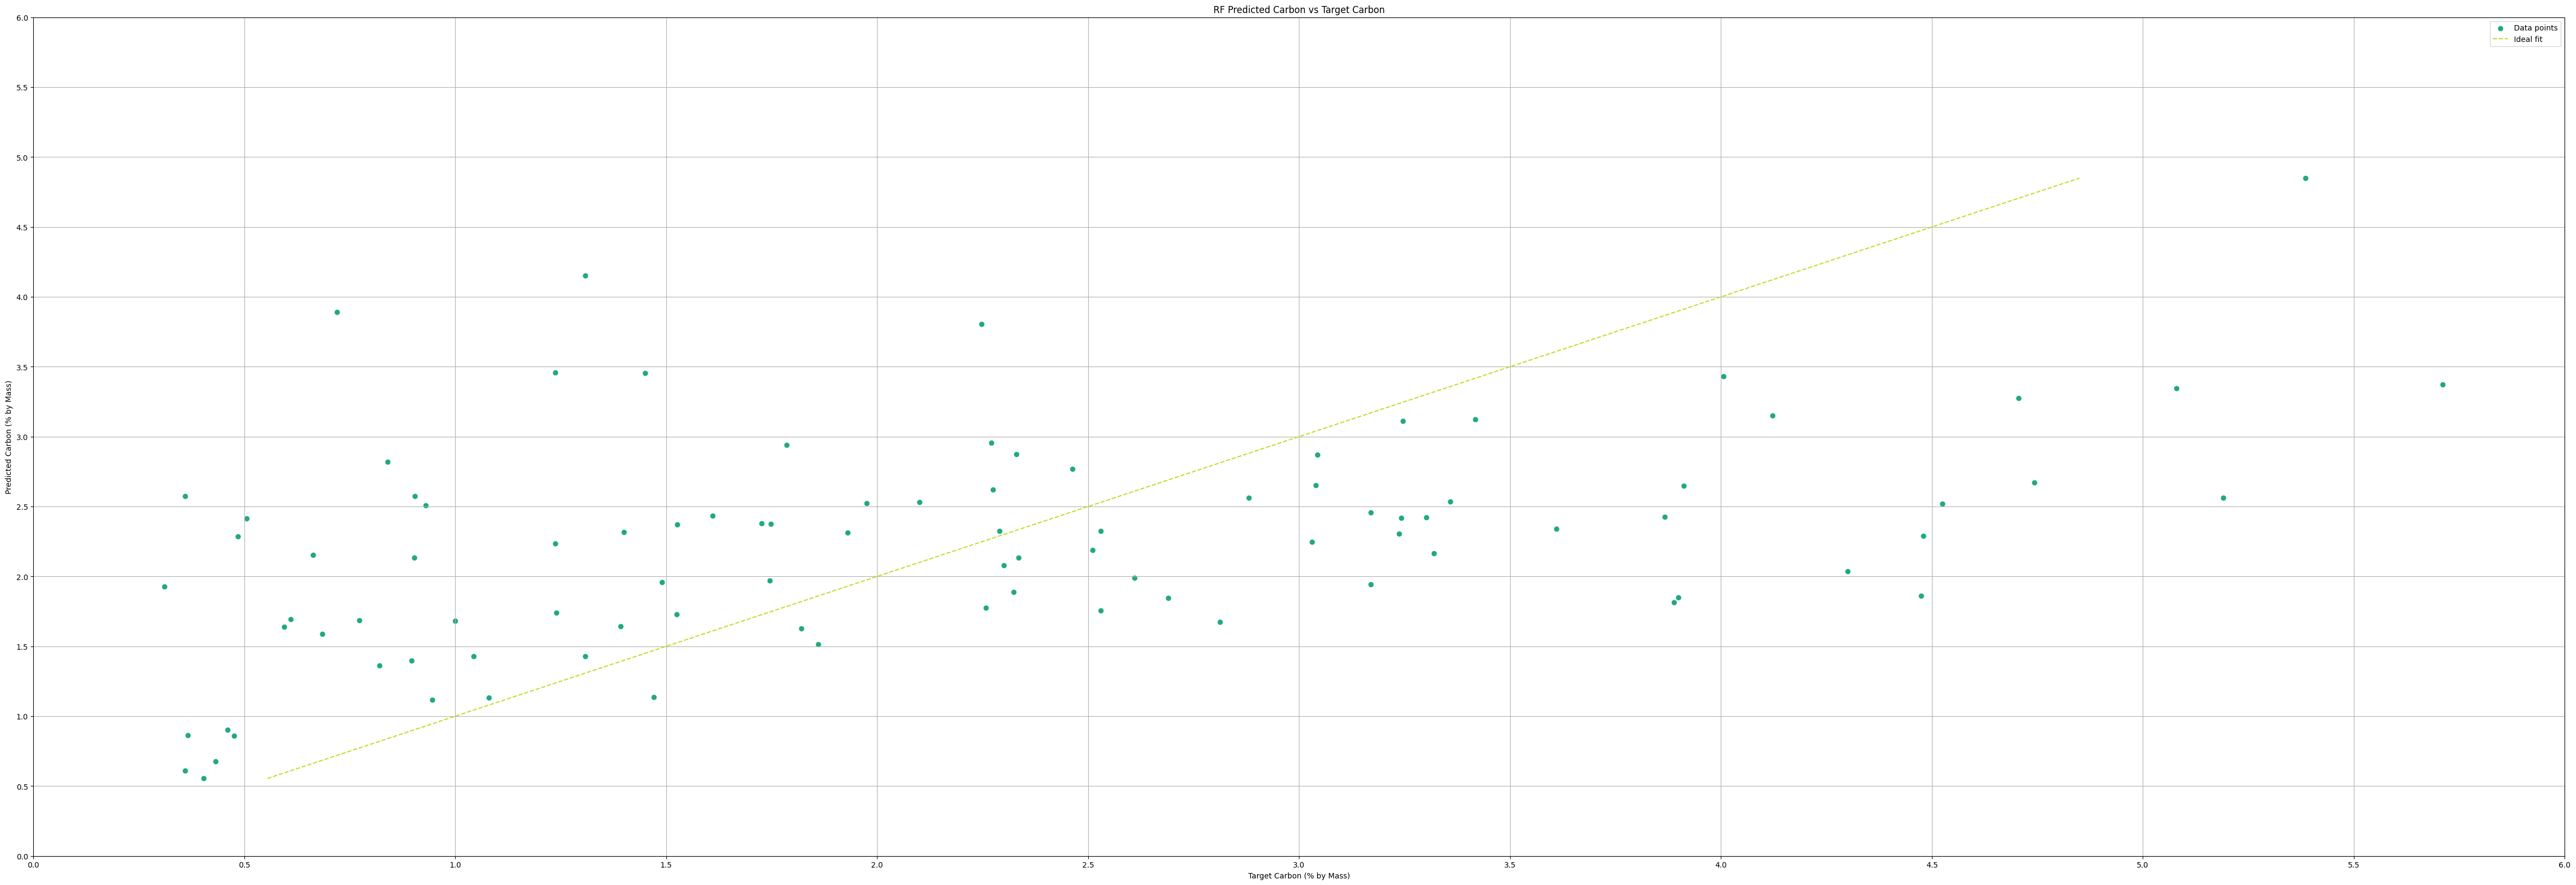 RF Predicted Carbon vs Target Carbon
Data points
Ideal fit
Predicted Carbon (% by Mass)
6.0
5.5
5.0
4.5
4.0
3.5
3.0
2.5
2.0
1.5
1.0
0.5
0.0
0.0 0.5 1.0 1.5 2.0 2.5 3.0 3.5 4.0 4.5 5.0 5.5 6.0
Target Carbon (% by Mass)